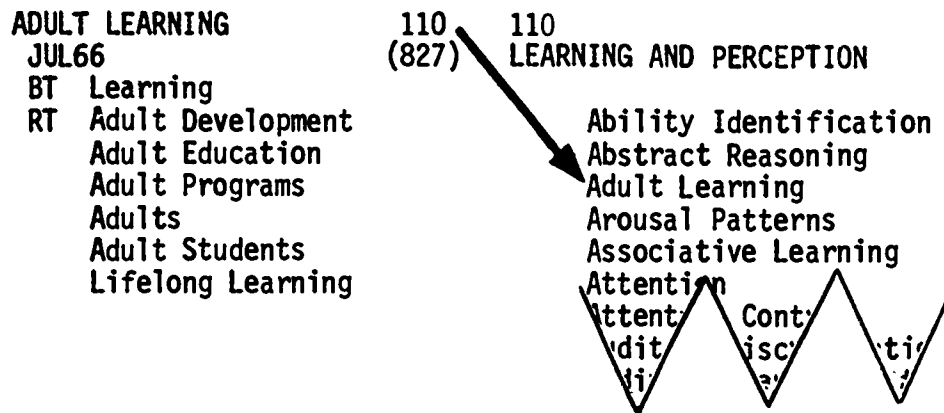 ADULT LEARNING 110
JUL66 (827)
BT Learning
RT Adult Development
Adult Education
Adult Programs
Adults
Adult Students
Lifelong Learning
110
LEARNING AND PERCEPTION
Ability Identification
Abstract Reasoning
Adult Learning
Arousal Patterns
Associative Learning
Attention